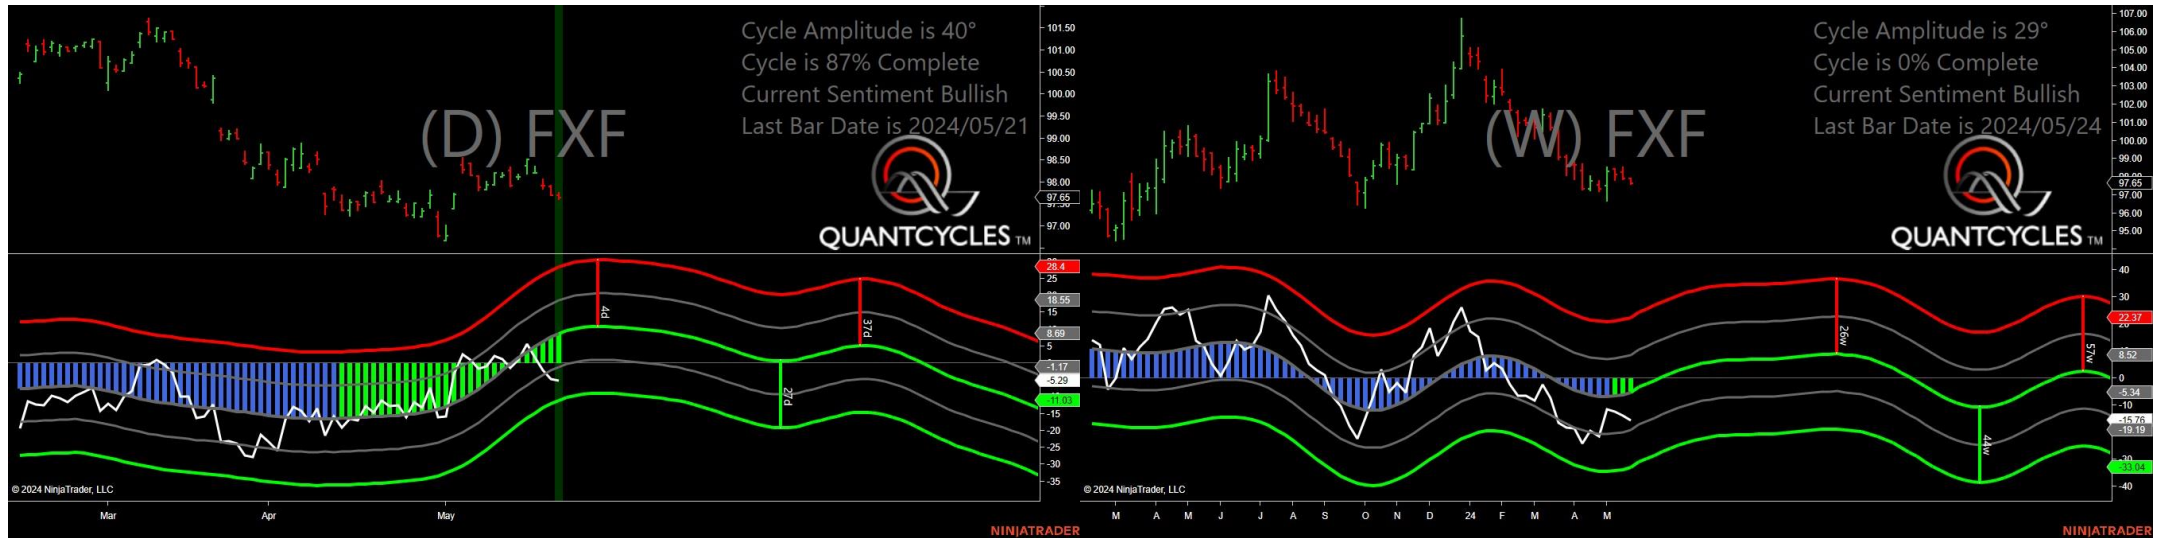 Cycle Amplitude is 40°
Cycle is 87% Complete
Current Sentiment Bullish
Last Bar Date is 2024/05/21
(D) FXF
QUANTCYCLES TM
101.50
101.00
100.50
100.00
99.50
99.00
98.50
98.00
97.65
97.00
28.4
25
18.55
15
8.69
5
-1.17
-5.29
-11.03
-15
-20
-25
-30
-35
4d
27d
37d
© 2024 NinjaTrader, LLC
Mar
Apr
May
NINJATRADER
Cycle Amplitude is 29°
Cycle is 0% Complete
Current Sentiment Bullish
Last Bar Date is 2024/05/24
(W) FXF
QUANTCYCLES TM
107.00
106.00
105.00
104.00
103.00
102.00
101.00
100.00
99.00
97.65
97.00
96.00
95.00
40
30
22.37
8.52
0
-5.34
-10
-15.76
-19.19
-33.04
-40
26w
44w
57w
© 2024 NinjaTrader, LLC
M A M J J A S O N D 24 F M A M
NINJATRADER